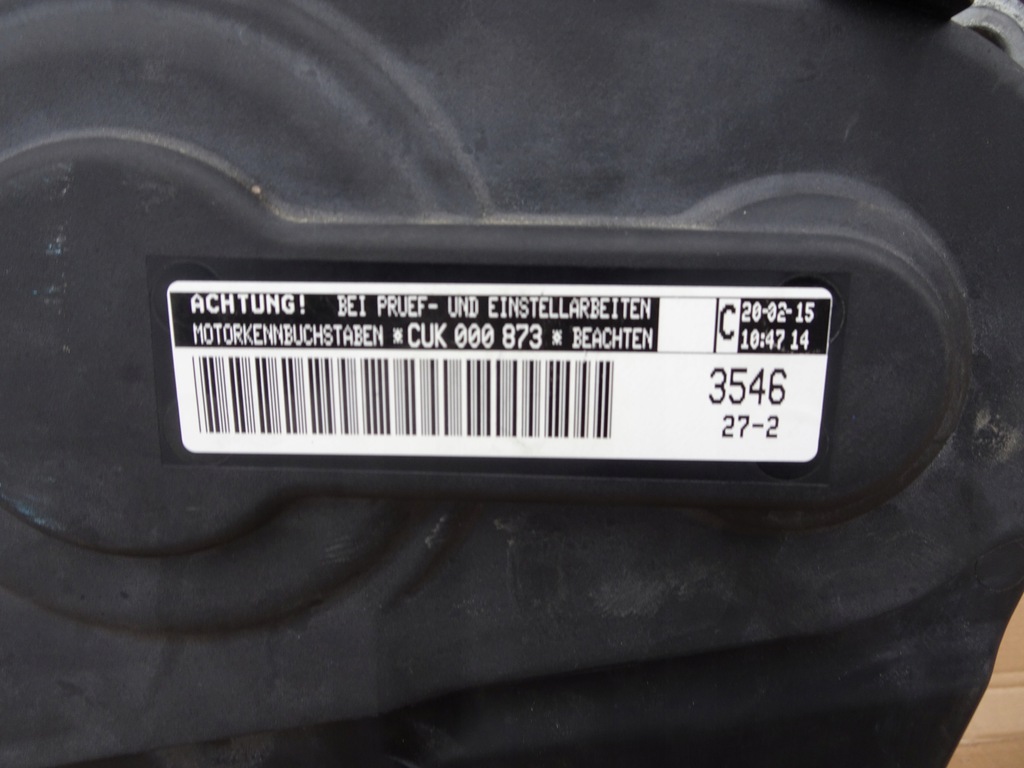 ACHTUNG! BEI PRUEF- UND EINSTELLARBEITEN
MOTORKENNBUCHSTABEN *CUK 000 873 * BEACHTEN
C
20-02-15
10:47 14
3546
27-2